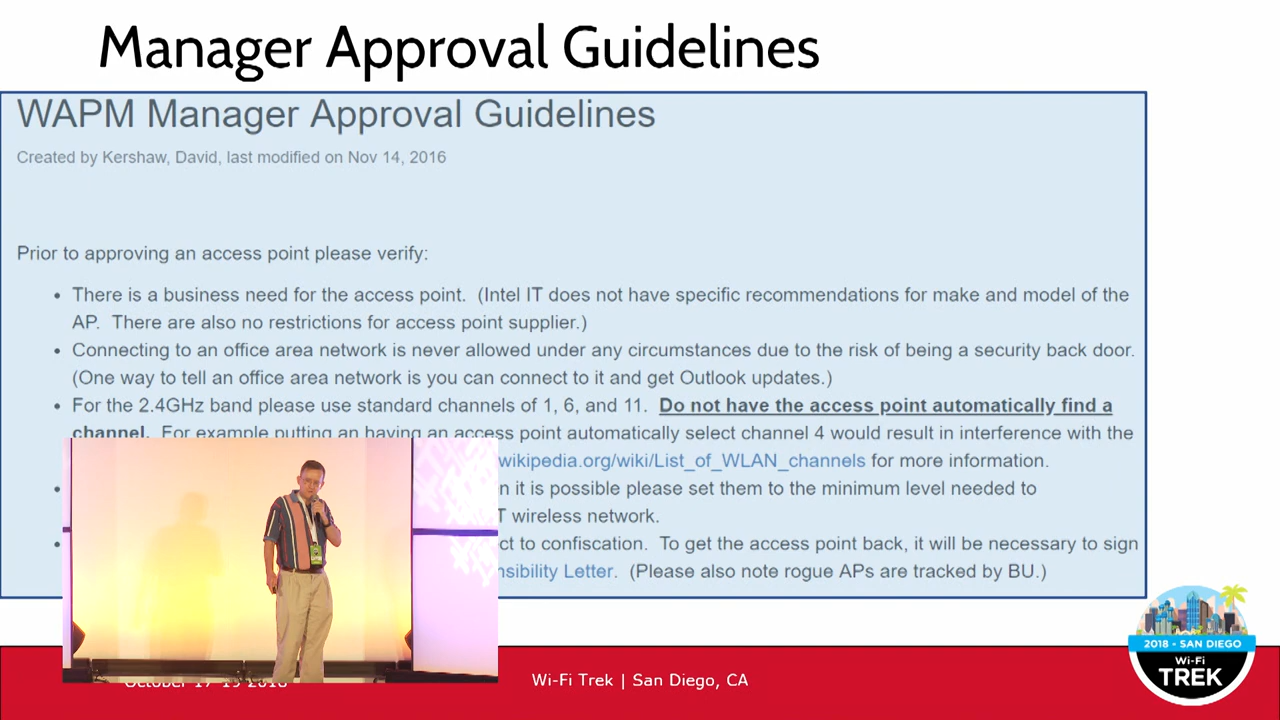 Manager Approval Guidelines
WAPM Manager Approval Guidelines
Created by Kershaw, David, last modified on Nov 14, 2016
Prior to approving an access point please verify:
• There is a business need for the access point. (Intel IT does not have specific recommendations for make and model of the
AP. There are also no restrictions for access point supplier.)
• Connecting to an office area network is never allowed under any circumstances due to the risk of being a security back door.
(One way to tell an office area network is you can connect to it and get Outlook updates.)
• For the 2.4GHz band please use standard channels of 1, 6, and 11. Do not have the access point automatically find a
channel. For example putting an having an access point automatically select channel 4 would result in interference with the
wikipedia.org/wiki/List_of_WLAN_channels for more information.
it is possible please set them to the minimum level needed to
wireless network.
to confiscation. To get the access point back, it will be necessary to sign
Letter. (Please also note rogue APs are tracked by BU.)
2018 - SAN DIEGO
Wi-Fi
TREK
Wi-Fi Trek | San Diego, CA